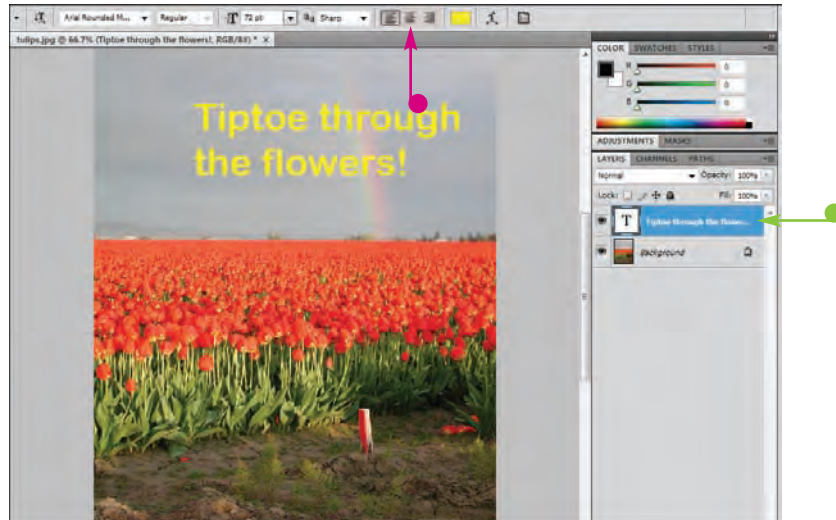 Arial Rounded M... Regular 72 pt aa Sharp
tulips.jpg @ 66.7% (Tiptoe through the flowers!, RGB/8#) * x
Tiptoe through
the flowers!
COLOR SWATCHES STYLES
R 0
G 0
B 0
ADJUSTMENTS MASKS
LAYERS CHANNELS PATHS
Normal Opacity: 100%
Lock: Fill: 100%
T Tiptoe through the flowe...
Background